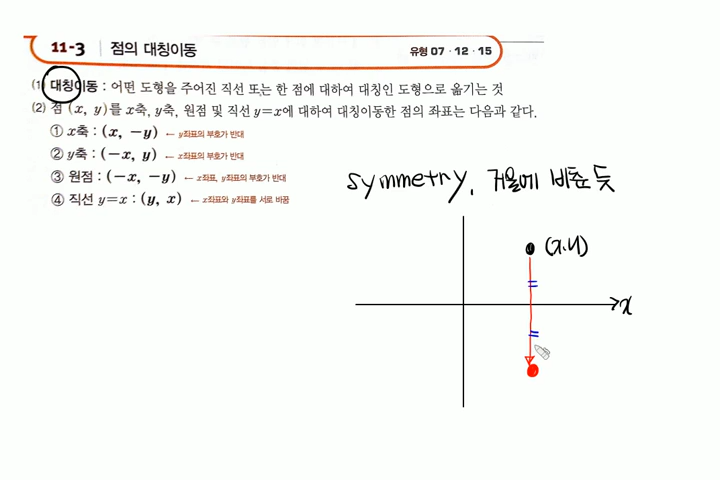 11-3 점의 대칭이동 유형 07·12·15
(1) 대칭이동 : 어떤 도형을 주어진 직선 또는 한 점에 대하여 대칭인 도형으로 옮기는 것
(2) 점 (x, y)를 x축, y축, 원점 및 직선 y=x에 대하여 대칭이동한 점의 좌표는 다음과 같다.
① x축 : (x, -y) ← y좌표의 부호가 반대
② y축 : (-x, y) ← x좌표의 부호가 반대
③ 원점 : (-x, -y) ← x좌표, y좌표의 부호가 반대
④ 직선 y=x : (y, x) ← x좌표와 y좌표를 서로 바꿈
symmetry, 거울에 비춘 듯
(x, y)
x